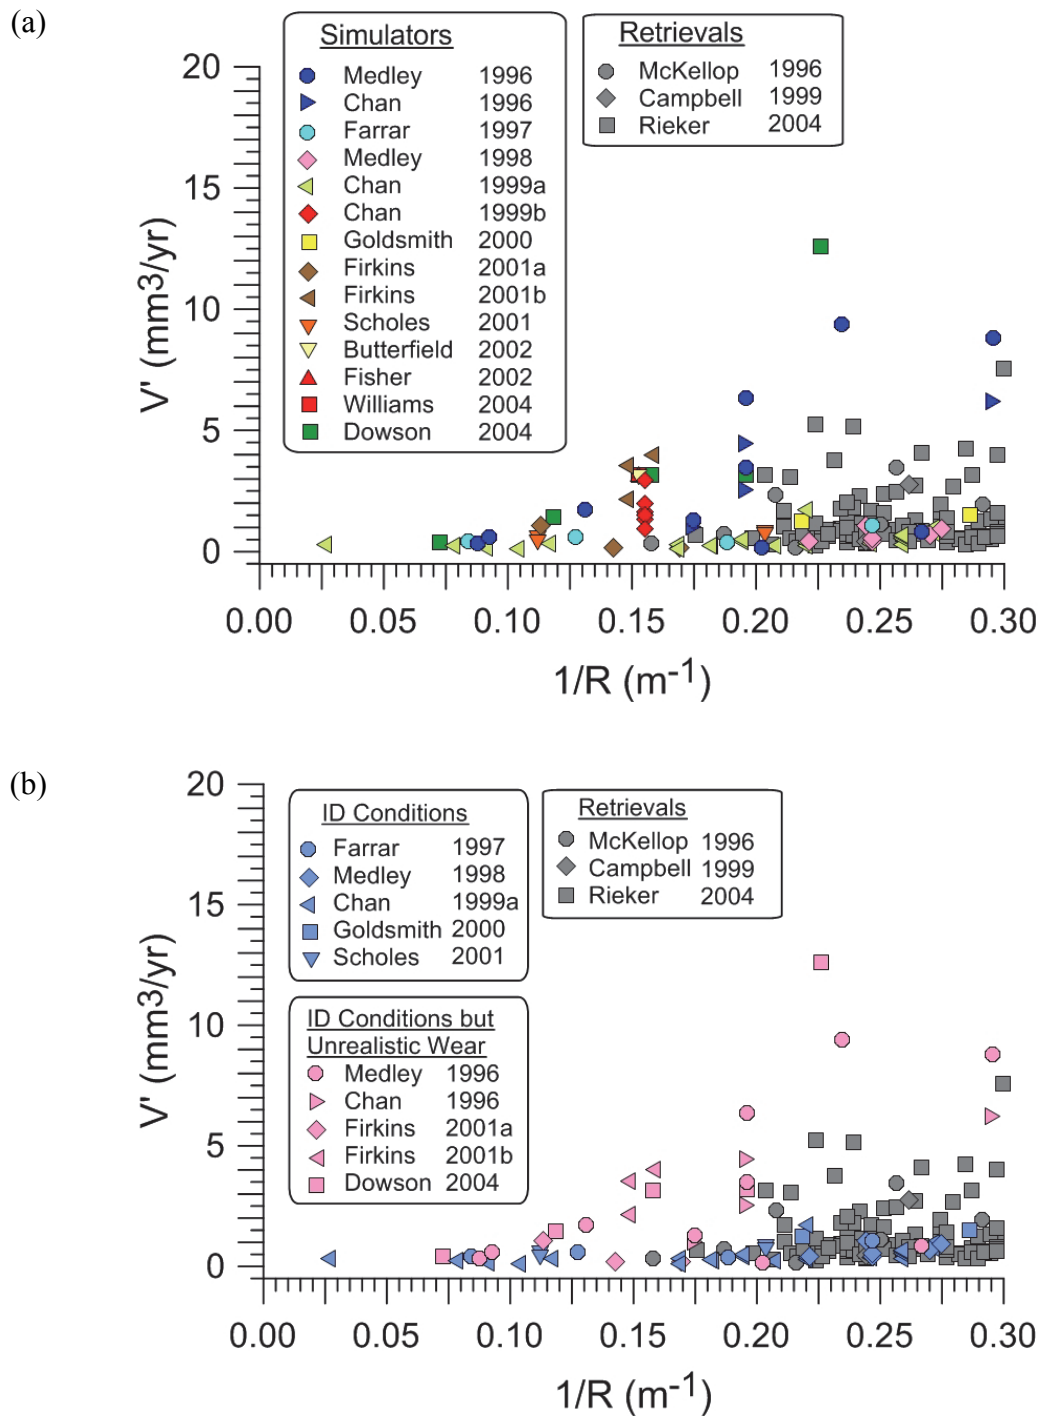 (a)
Simulators
Medley 1996
Chan 1996
Farrar 1997
Medley 1998
Chan 1999a
Chan 1999b
Goldsmith 2000
Firkins 2001a
Firkins 2001b
Scholes 2001
Butterfield 2002
Fisher 2002
Williams 2004
Dowson 2004
Retrievals
McKellop 1996
Campbell 1999
Rieker 2004
20
15
10
5
0
V' (mm3/yr)
0.00 0.05 0.10 0.15 0.20 0.25 0.30
1/R (m-1)
(b)
ID Conditions
Farrar 1997
Medley 1998
Chan 1999a
Goldsmith 2000
Scholes 2001
Retrievals
McKellop 1996
Campbell 1999
Rieker 2004
ID Conditions but
Unrealistic Wear
Medley 1996
Chan 1996
Firkins 2001a
Firkins 2001b
Dowson 2004
20
15
10
5
0
V' (mm3/yr)
0.00 0.05 0.10 0.15 0.20 0.25 0.30
1/R (m-1)